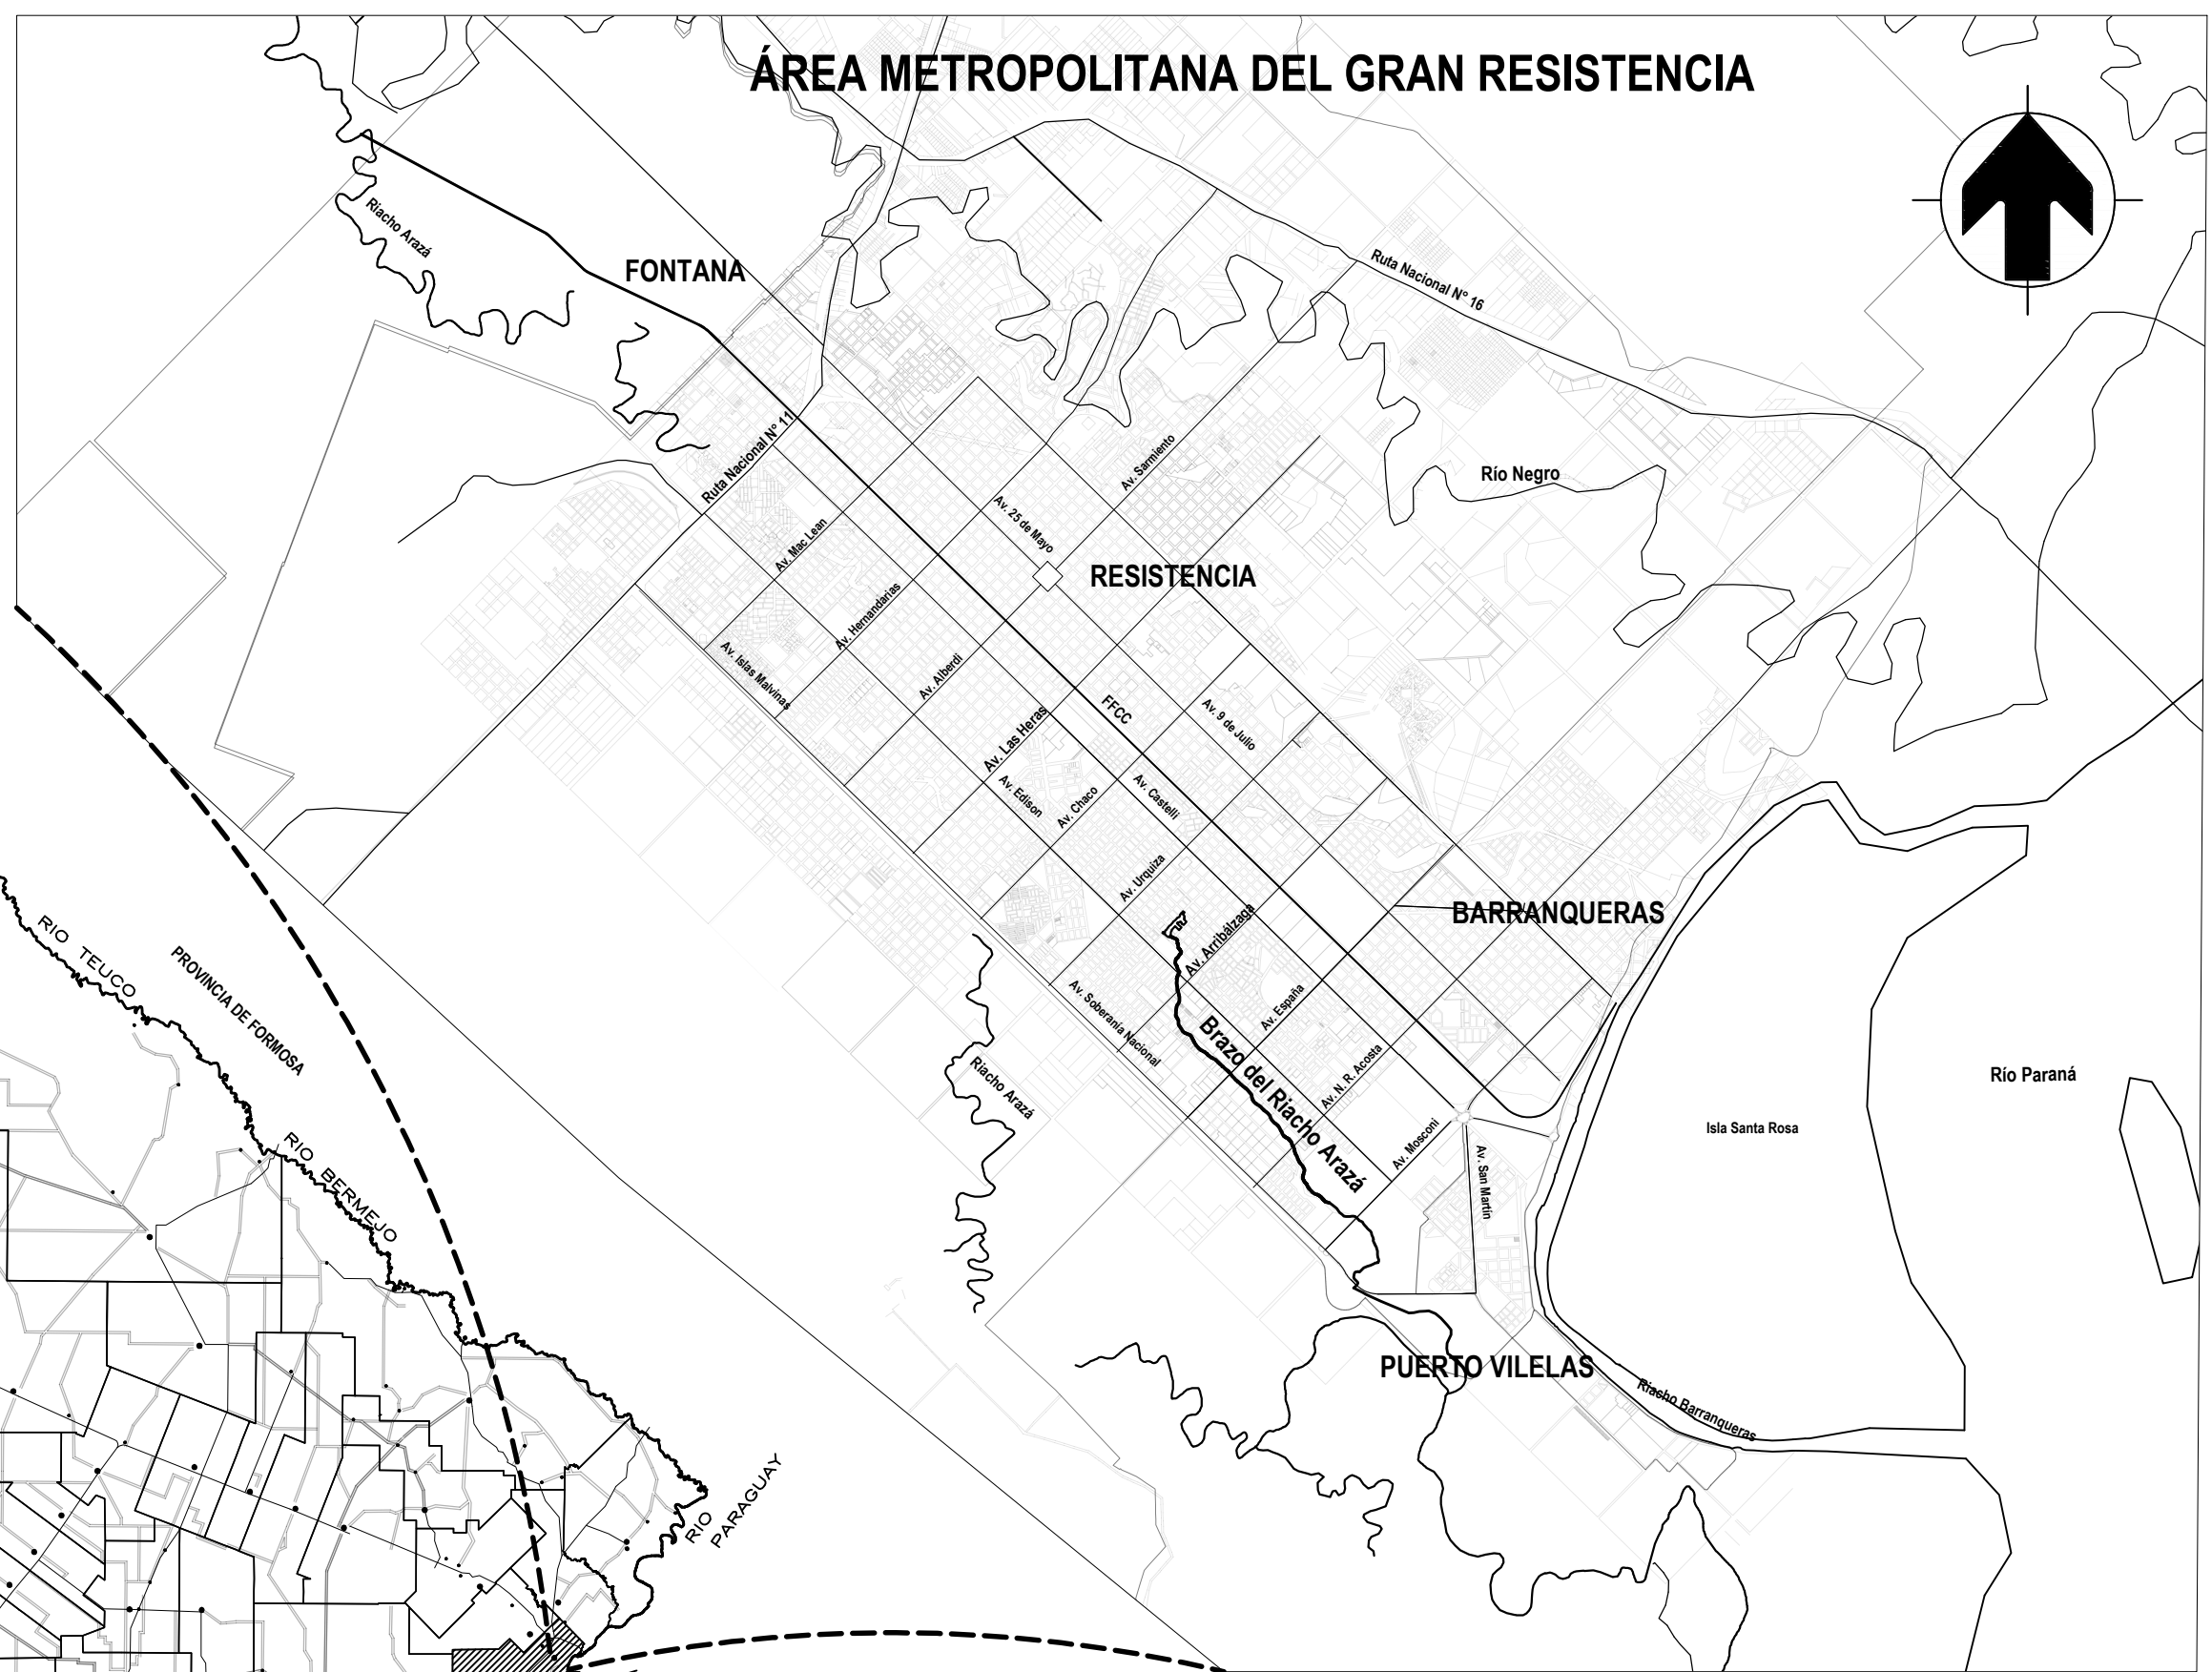 ÁREA METROPOLITANA DEL GRAN RESISTENCIA
Riacho Arazá
FONTANA
Ruta Nacional N° 16
Ruta Nacional N° 11
Av. Sarmiento
Río Negro
Av. 25 de Mayo
Av. Mac Lean
RESISTENCIA
Av. Hernandarias
Av. Islas Malvinas
Av. Alberdi
FFCC
Av. 9 de Julio
Av. Las Heras
Av. Edison
Av. Chaco
Av. Castelli
Av. Urquiza
BARRANQUERAS
Av. Arribálzaga
RIO TEUCO
PROVINCIA DE FORMOSA
Av. Soberanía Nacional
Av. España
Brazo del Riacho Arazá
Riacho Arazá
Av. N. R. Acosta
Río Paraná
Isla Santa Rosa
Av. Mosconi
Av. San Martín
RIO BERMEJO
PUERTO VILELAS
Riacho Barranqueras
RIO
PARAGUAY